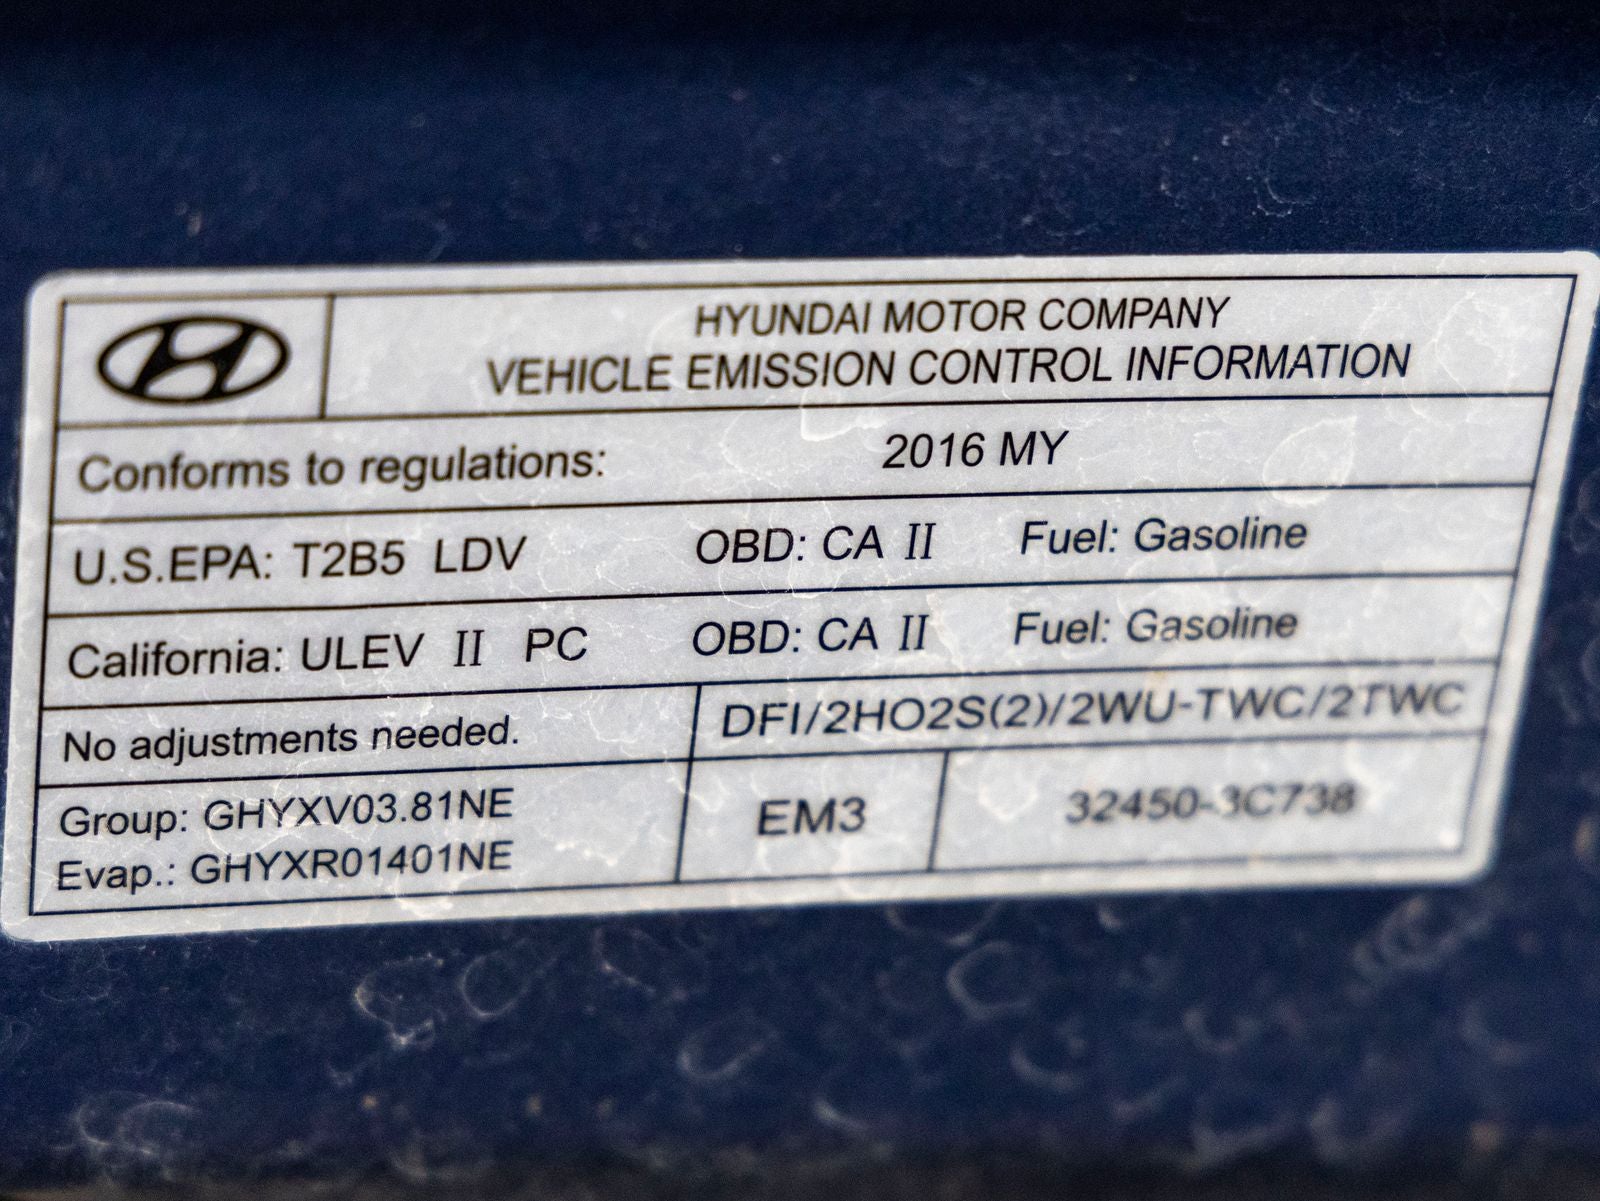 HYUNDAI MOTOR COMPANY
VEHICLE EMISSION CONTROL INFORMATION
Conforms to regulations: 2016 MY
U.S.EPA: T2B5 LDV OBD: CA II Fuel: Gasoline
California: ULEV II PC OBD: CA II Fuel: Gasoline
No adjustments needed. DFI/2HO2S(2)/2WU-TWC/2TWC
Group: GHYXV03.81NE
Evap.: GHYXR01401NE
EM3
32450-3C738